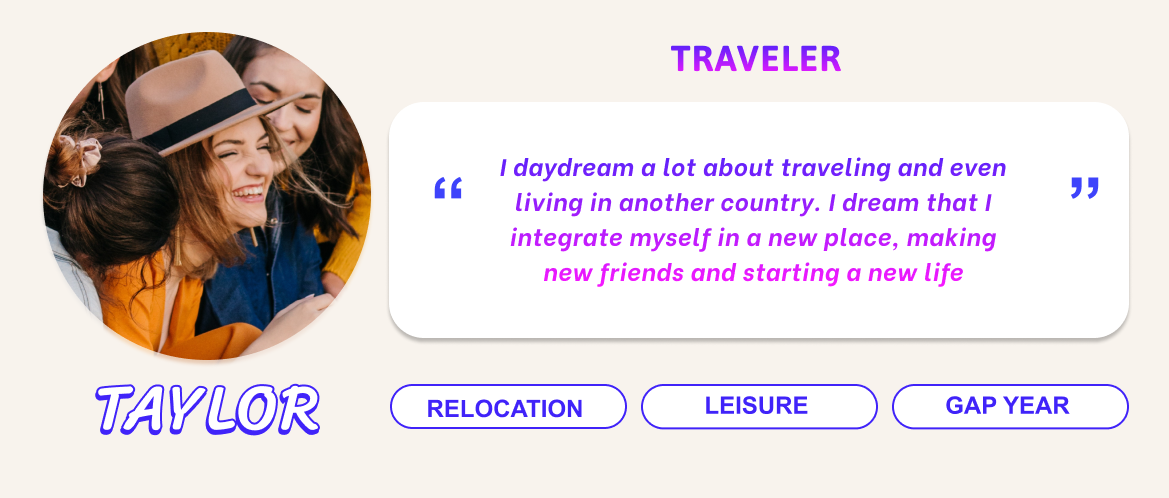 TRAVELER
“ I daydream a lot about traveling and even ”
living in another country. I dream that I
integrate myself in a new place, making
new friends and starting a new life
TAYLOR
RELOCATION
LEISURE
GAP YEAR